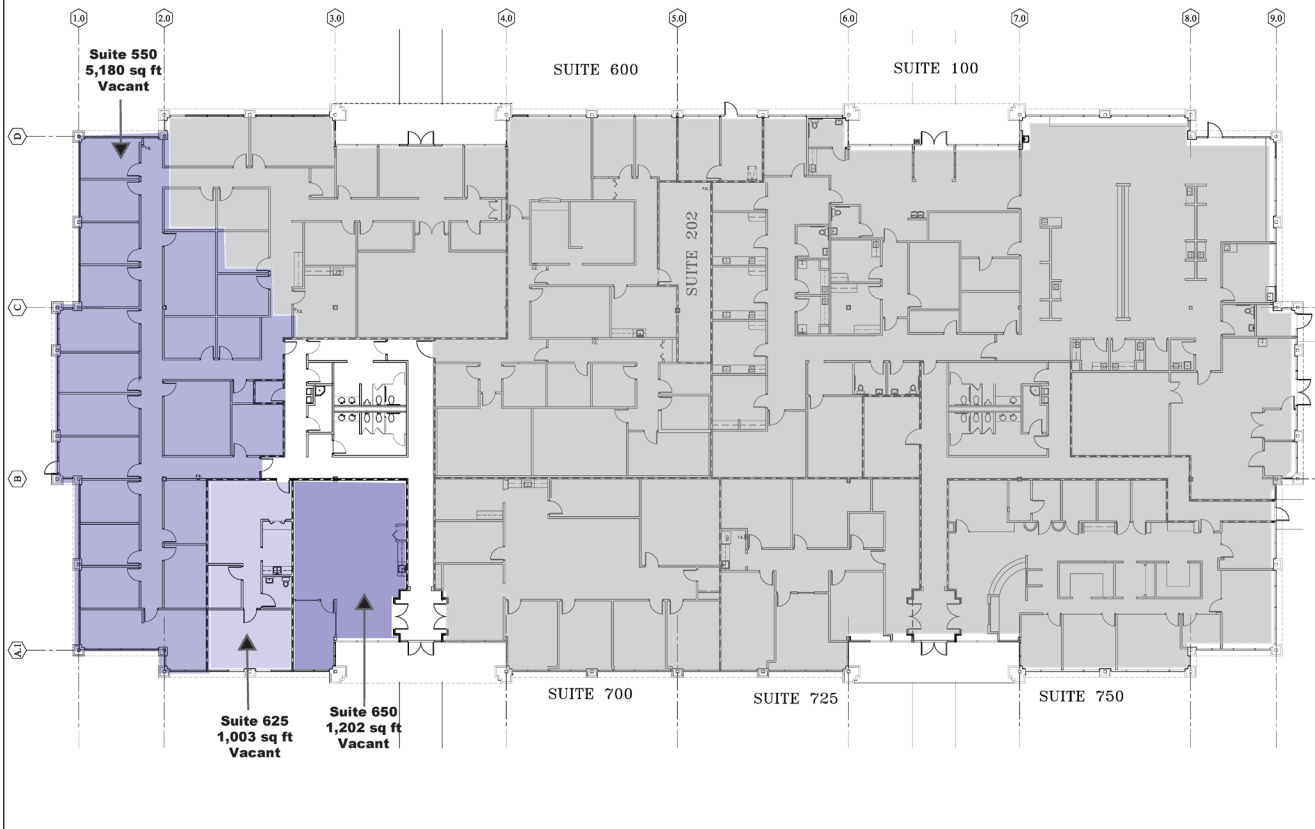 1.0 2.0 3.0 4.0 5.0 6.0 7.0 8.0 9.0
Suite 550
5,180 sq ft
Vacant
SUITE 600
SUITE 100
D
SUITE 202
C
B
A.1
SUITE 700
SUITE 725
SUITE 750
Suite 625
1,003 sq ft
Vacant
Suite 650
1,202 sq ft
Vacant